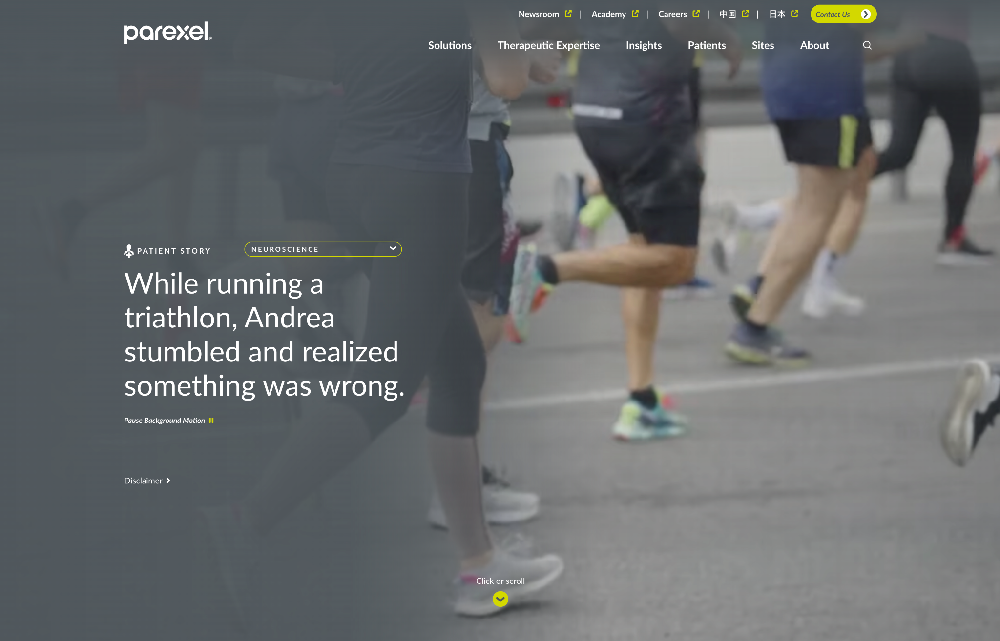 Newsroom | Academy | Careers | 中国 | 日本 Contact Us
parexel®
Solutions Therapeutic Expertise Insights Patients Sites About
PATIENT STORY NEUROSCIENCE
While running a
triathlon, Andrea
stumbled and realized
something was wrong.
Pause Background Motion
Disclaimer
Click or scroll